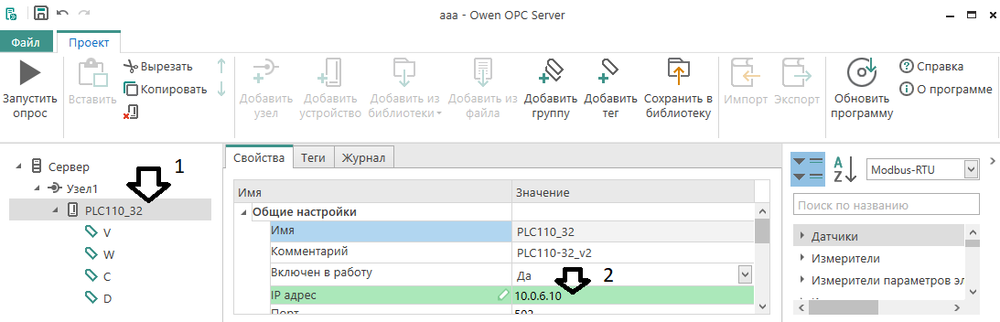 aaa - Owen OPC Server
Файл
Проект
Запустить опрос
Вставить
Вырезать
Копировать
Добавить узел
Добавить устройство
Добавить из библиотеки
Добавить из файла
Добавить группу
Добавить тег
Сохранить в библиотеку
Импорт
Экспорт
Обновить программу
Справка
О программе
Сервер
1
Узел1
PLC110_32
V
W
C
D
Свойства
Теги
Журнал
Имя
Значение
Общие настройки
Имя
PLC110_32
Комментарий
PLC110-32_v2
Включен в работу
Да
2
IP адрес
10.0.6.10
Порт
502
A
Z
Modbus-RTU
Поиск по названию
Датчики
Измерители
Измерители параметров эл